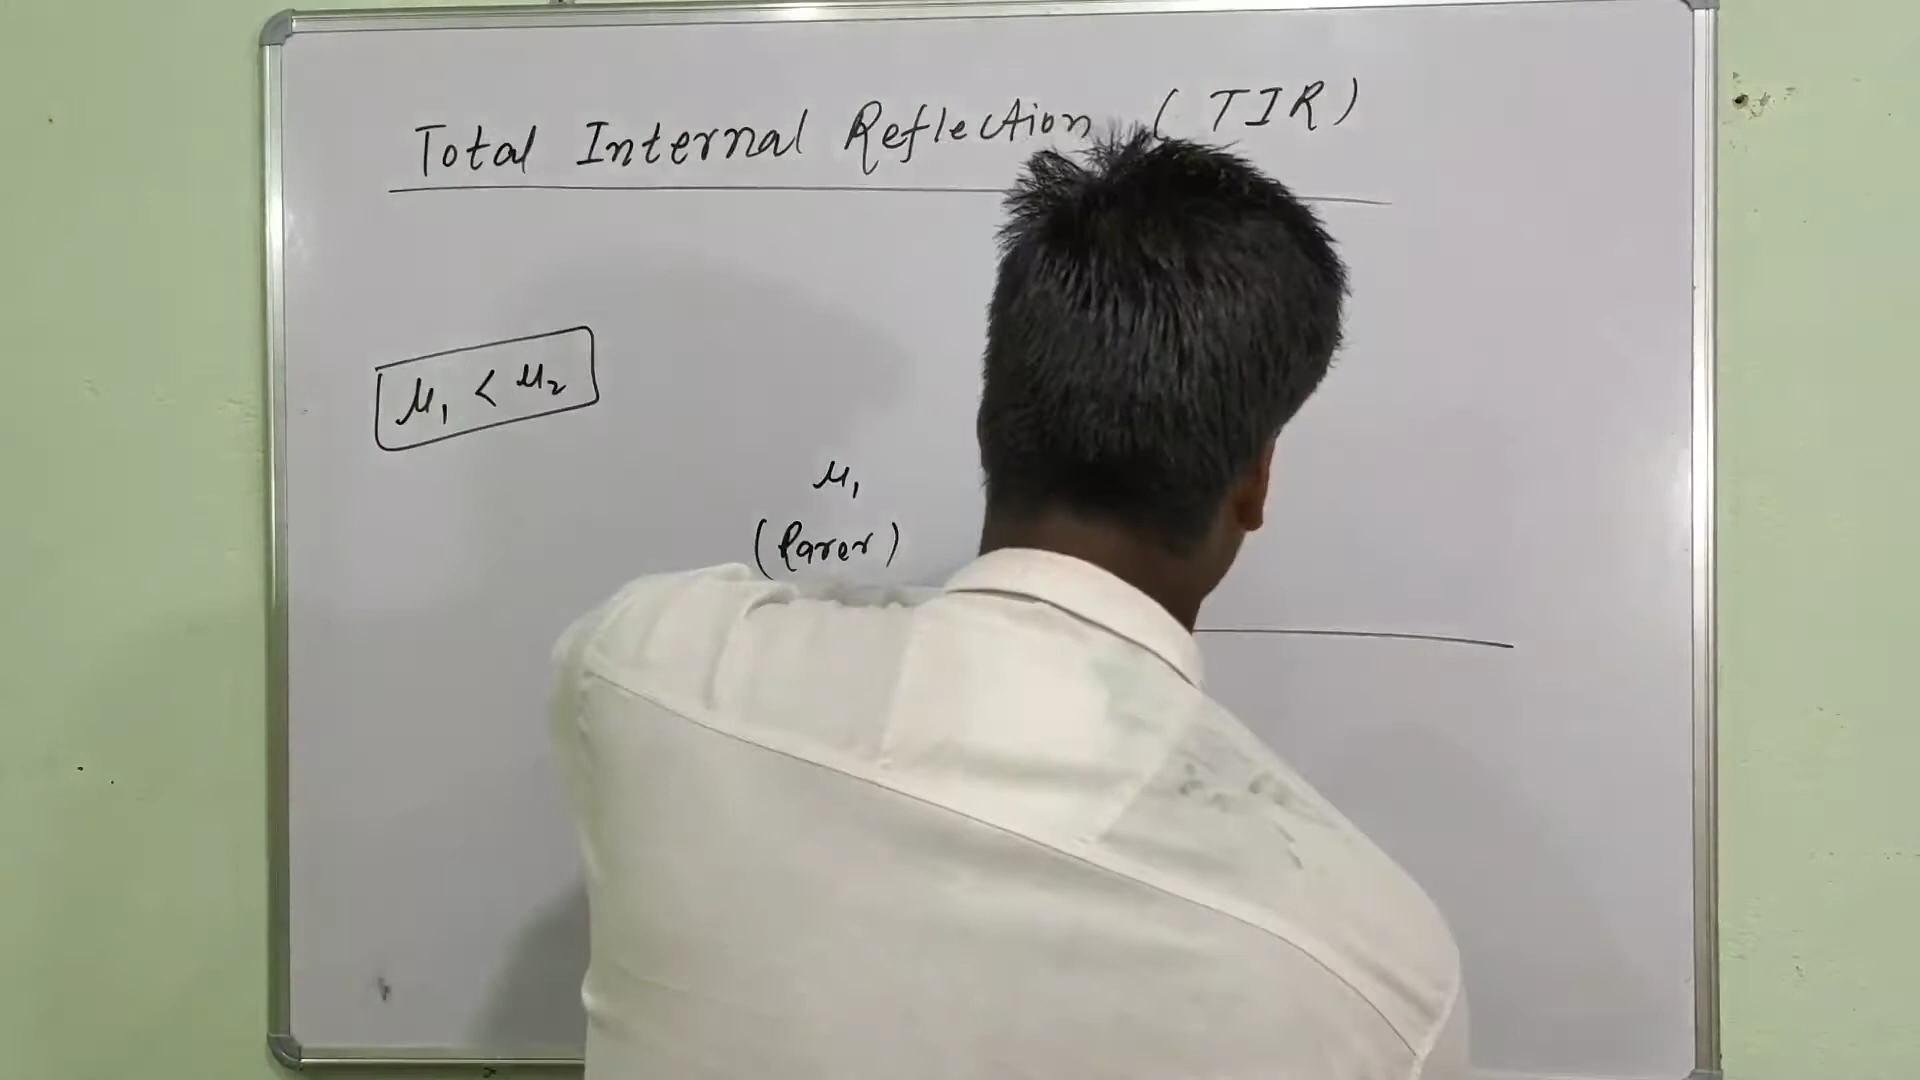 Total Internal Reflection (TIR)
μ₁ < μ₂
μ₁
(Rarer)